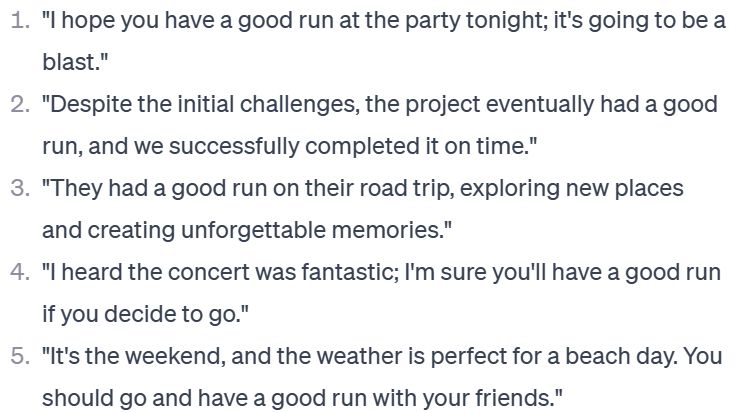 1. "I hope you have a good run at the party tonight; it's going to be a
blast."
2. "Despite the initial challenges, the project eventually had a good
run, and we successfully completed it on time."
3. "They had a good run on their road trip, exploring new places
and creating unforgettable memories."
4. "I heard the concert was fantastic; I'm sure you'll have a good run
if you decide to go."
5. "It's the weekend, and the weather is perfect for a beach day. You
should go and have a good run with your friends."